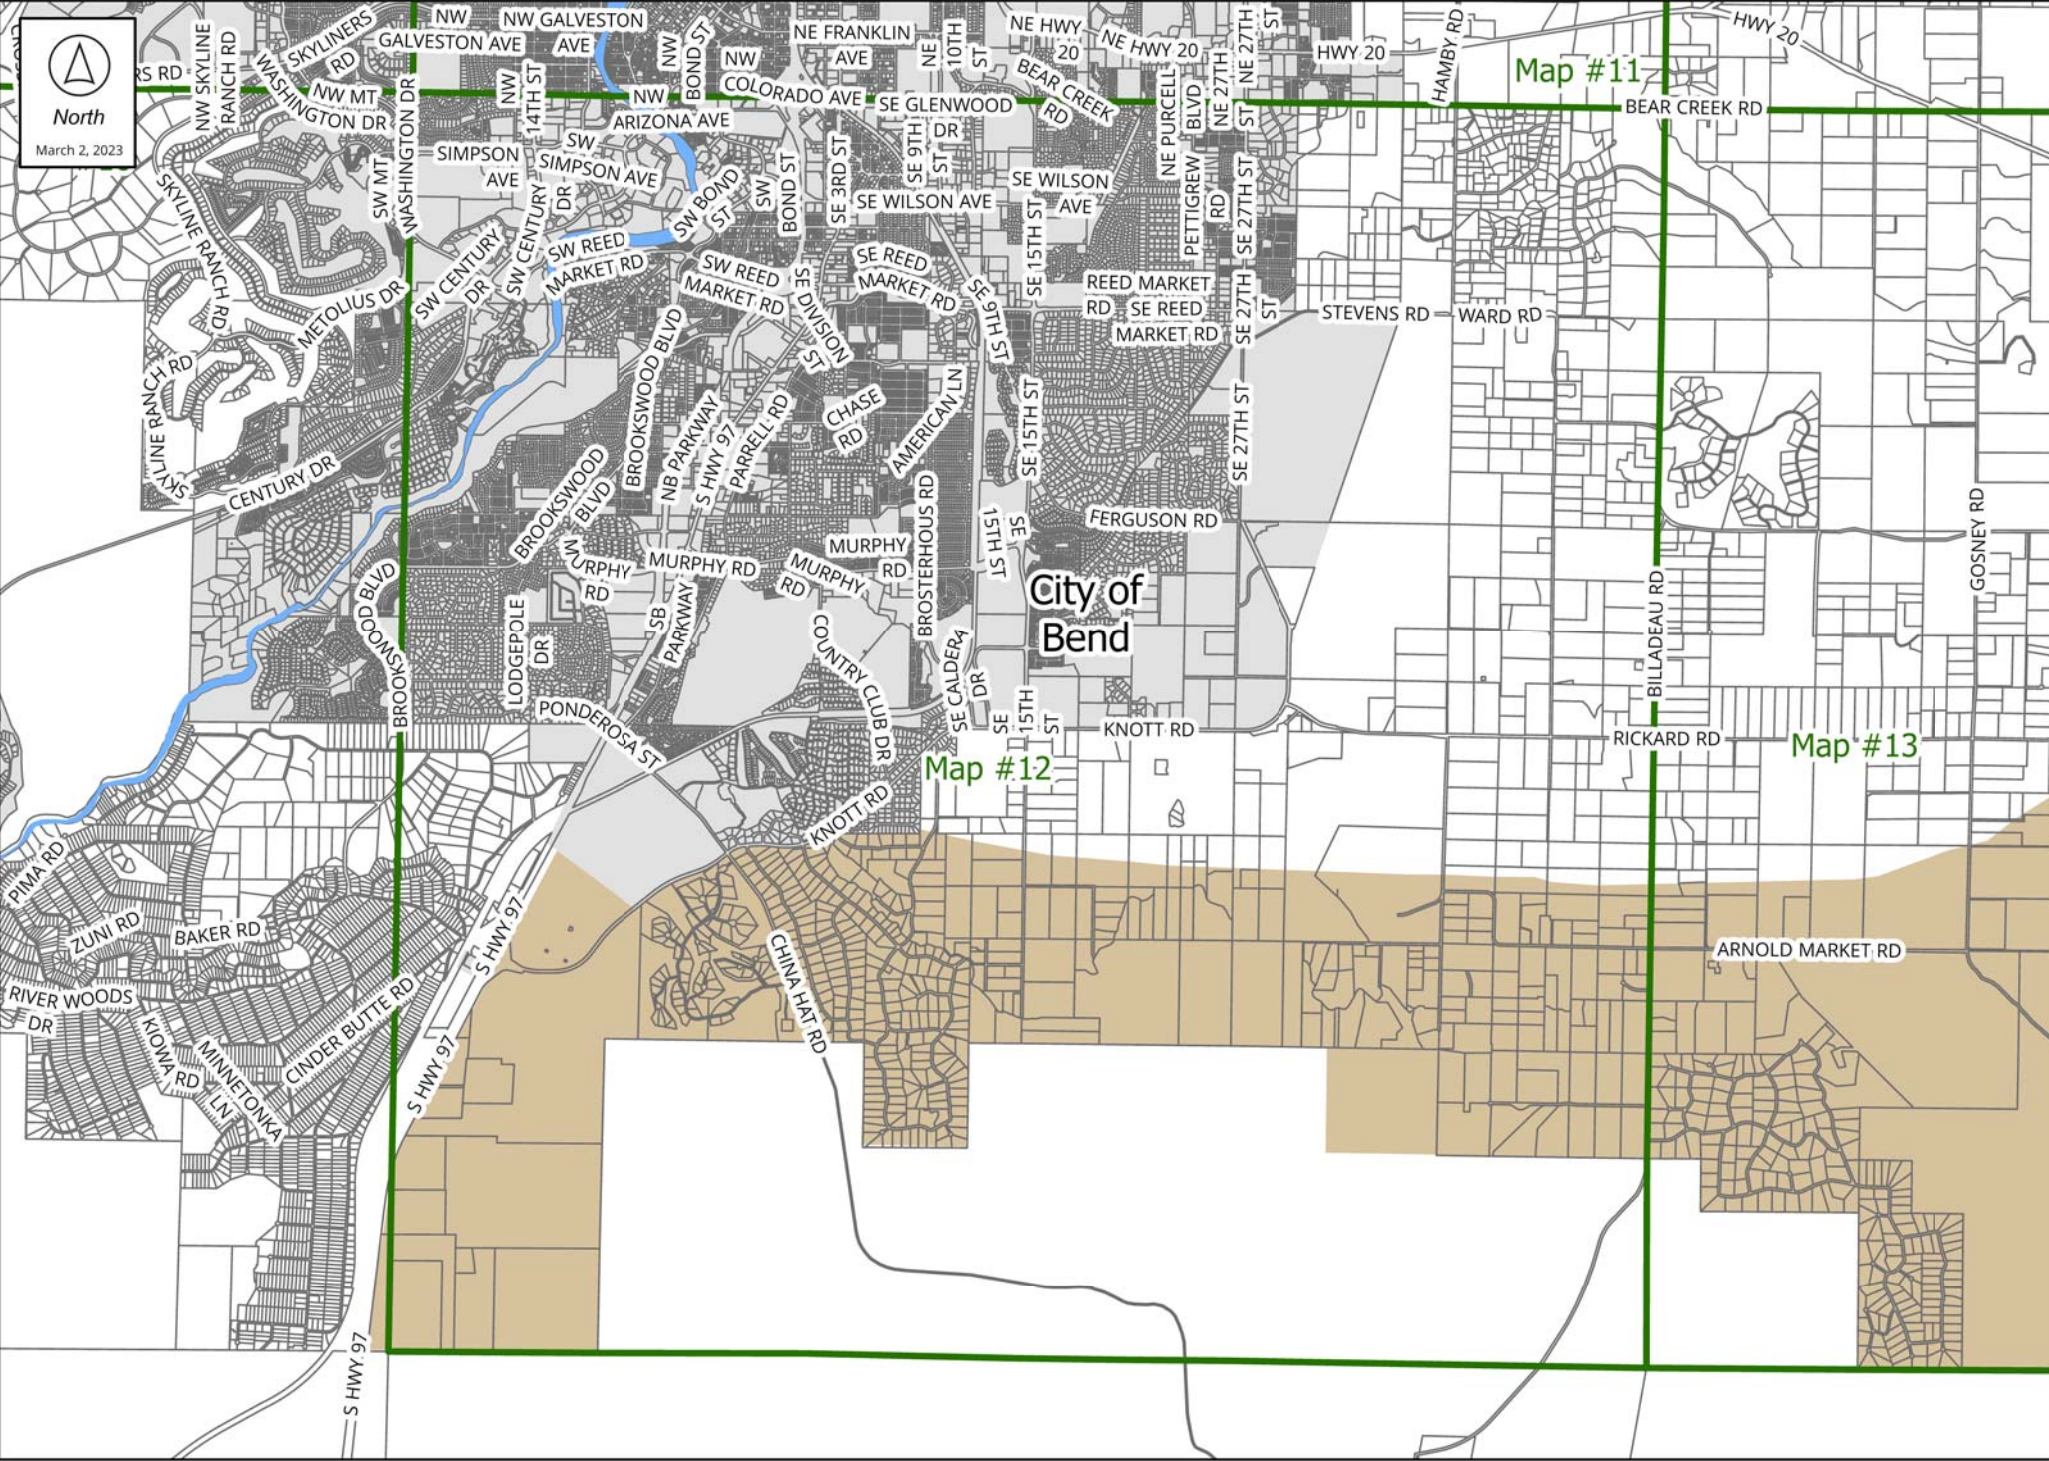 North
March 2, 2023
RS RD
NW SKYLINE
RANCH RD
SKYLINERS
RD
WASHINGTON DR
NW MT
NW
GALVESTON AVE
NW GALVESTON
AVE
NW
BOND ST
NW
14TH ST
NW
COLORADO AVE
NW
ARIZONA AVE
NE FRANKLIN
AVE
NE
10TH
ST
NE HWY
20
NE HWY 20
BEAR CREEK
RD
SE GLENWOOD
DR
NE PURCELL
BLVD
NE 27TH
ST
NE 27TH
ST
HWY 20
HAMBY RD
Map #11
HWY 20
BEAR CREEK RD
SW MT
WASHINGTON DR
SIMPSON
AVE
SW
SIMPSON AVE
SW CENTURY
DR
SW BOND
ST
SW
BOND ST
SE 3RD ST
SE 9TH
ST
SE WILSON AVE
SE WILSON
AVE
SE 15TH ST
PETTIGREW
RD
SE 27TH ST
SKYLINE RANCH RD
METOLIUS DR
SW CENTURY
DR
SW REED
MARKET RD
SW REED
MARKET RD
SE DIVISION
ST
SE REED
MARKET RD
SE 9TH ST
REED MARKET
RD
SE REED
MARKET RD
SE 27TH
ST
STEVENS RD
WARD RD
SKYLINE RANCH RD
CENTURY DR
BROOKSWOOD BLVD
NB PARKWAY
S HWY 97
PARRELL RD
CHASE
RD
AMERICAN LN
SE 15TH ST
SE 27TH ST
BROOKSWOOD
BLVD
BROSTERHOUS RD
FERGUSON RD
GOSNEY RD
MURPHY
RD
MURPHY RD
MURPHY
RD
MURPHY
RD
SE
15TH ST
City of
Bend
BROOKSWOOD BLVD
LODGEPOLE
DR
SB
PARKWAY
COUNTRY CLUB DR
SE CALDERA
DR
SE
15TH
ST
BILLADEAU RD
PONDEROSA ST
KNOTT RD
RICKARD RD
Map #12
Map #13
KNOTT RD
PIMA RD
ZUNI RD
BAKER RD
S HWY 97
CHINA HAT RD
ARNOLD MARKET RD
RIVER WOODS
DR
KIOWA RD
MINNETONKA
LN
CINDER BUTTE RD
S HWY 97
S HWY 97